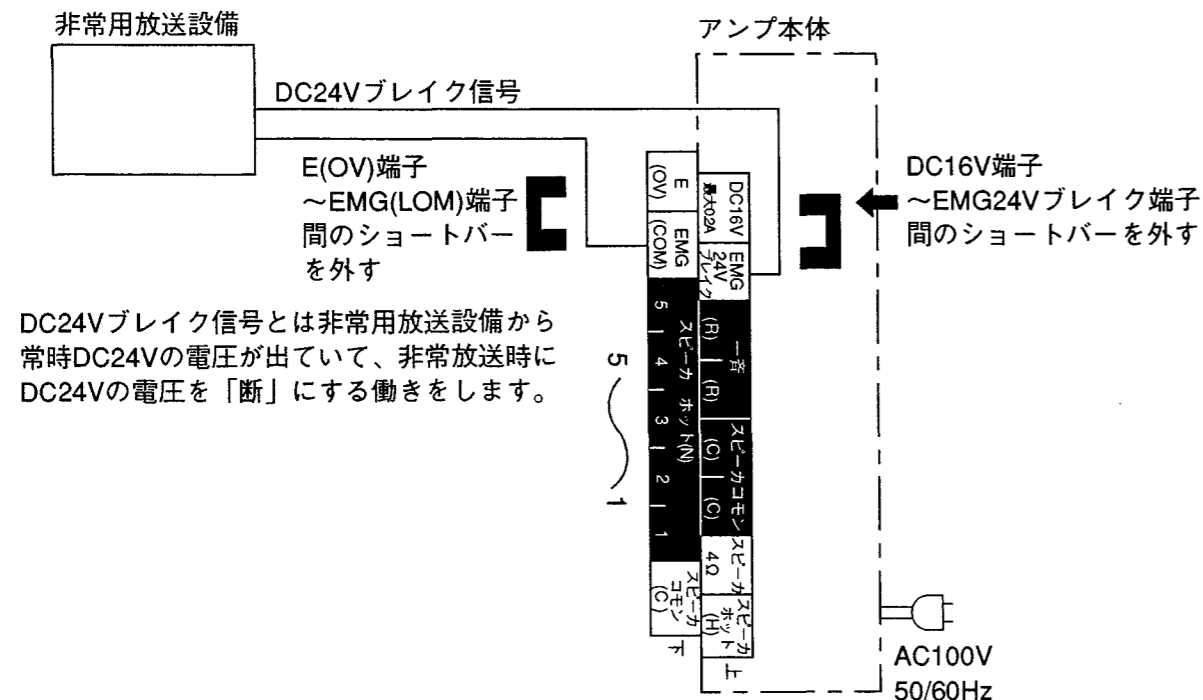 非常用放送設備
アンプ本体
DC24Vブレイク信号
E(OV)端子
～EMG(LOM)端子
間のショートバー
を外す
DC16V端子
～EMG24Vブレイク端子
間のショートバーを外す
DC24Vブレイク信号とは非常用放送設備から
常時DC24Vの電圧が出ていて、非常放送時に
DC24Vの電圧を「断」にする働きをします。
E
(OV)
EMG
(COM)
5 4 3 2 1
スピーカ ホット(N)
スピーカ
コモン
(C)
下
DC16V
最大02A
EMG
24V
ブレイク
一音
(R) (R)
スピーカコモン
(C) (C)
スピーカ
4Ω
スピーカ
ホット
(H)
上
5 1
AC100V
50/60Hz